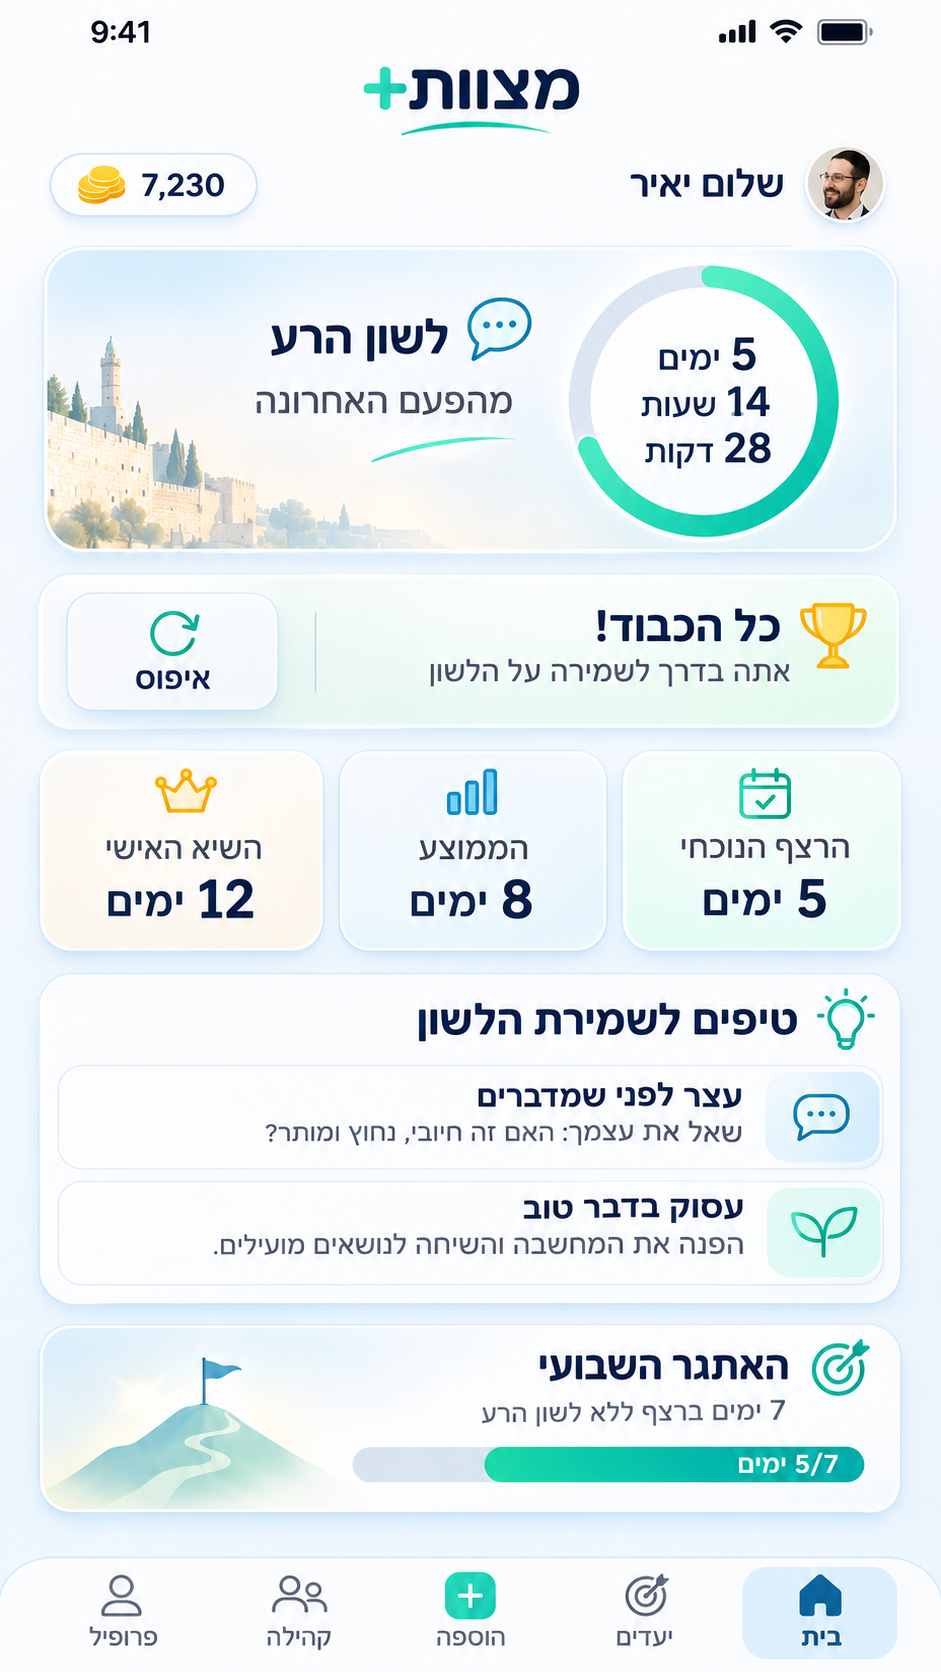 9:41
מצוות+
שלום יאיר
7,230
5 ימים
14 שעות
28 דקות
לשון הרע
מהפעם האחרונה
כל הכבוד!
אתה בדרך לשמירה על הלשון
איפוס
הרצף הנוכחי
5 ימים
הממוצע
8 ימים
השיא האישי
12 ימים
טיפים לשמירת הלשון
עצר לפני שמדברים
שאל את עצמך: האם זה חיובי, נחוץ ומותר?
עסוק בדבר טוב
הפנה את המחשבה והשיחה לנושאים מועילים.
האתגר השבועי
7 ימים ברצף ללא לשון הרע
5/7 ימים
בית
יעדים
הוספה
קהילה
פרופיל